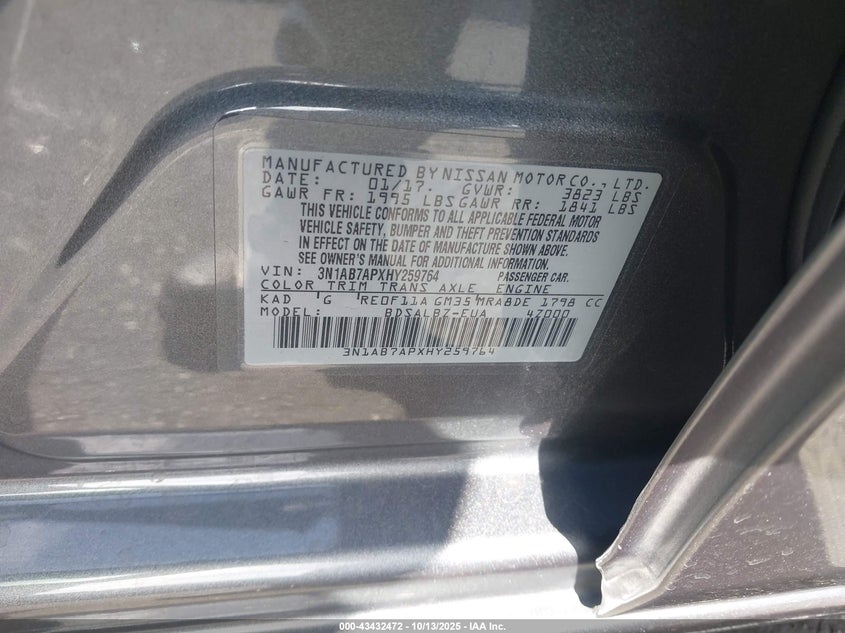 MANUFACTURED BY NISSAN MOTOR CO., LTD.
DATE: 01/17. GVWR: 3823 LBS
GAWR FR: 1995 LBS GAWR RR: 1841 LBS
THIS VEHICLE CONFORMS TO ALL APPLICABLE FEDERAL MOTOR
VEHICLE SAFETY, BUMPER AND THEFT PREVENTION STANDARDS
IN EFFECT ON THE DATE OF MANUFACTURE SHOWN ABOVE.
SEE OWNER'S MANUAL FOR ADDITIONAL INFORMATION.
VIN: 3N1AB7APXHY259764 PASSENGER CAR.
COLOR TRIM TRANS AXLE ENGINE
KAD G RE0F11A GM35 MRA8DE 1798 CC
MODEL: BDSALBZ-EUA 4Z000
3N1AB7APXHY259764
000-43432472 - 10/13/2025 - IAA Inc.